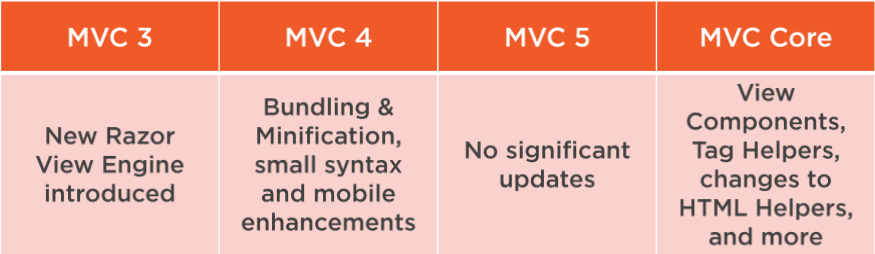 MVC 3
MVC 4
MVC 5
MVC Core
New Razor
View Engine
introduced
Bundling &
Minification,
small syntax
and mobile
enhancements
No significant
updates
View
Components,
Tag Helpers,
changes to
HTML Helpers,
and more